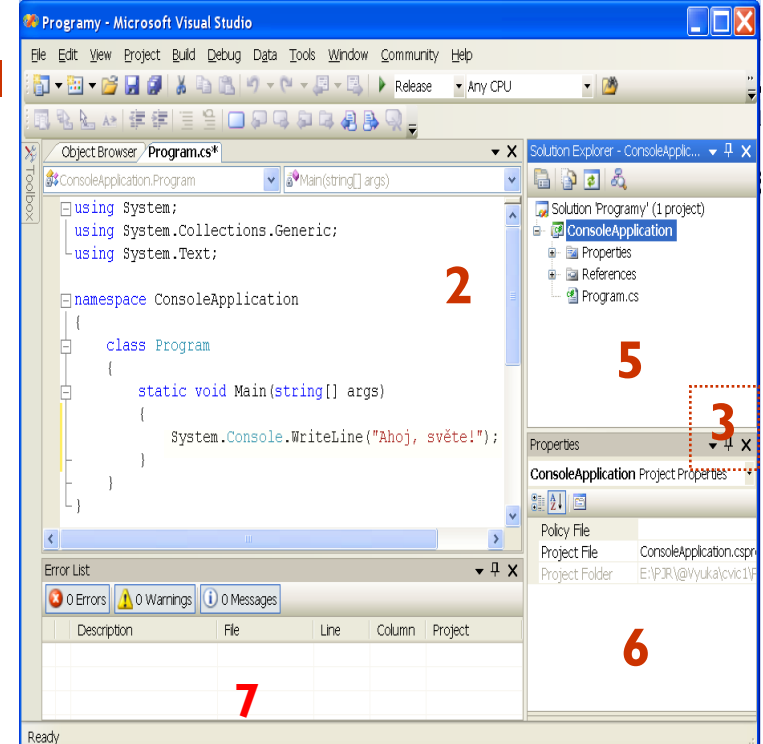 Programy - Microsoft Visual Studio
File Edit View Project Build Debug Data Tools Window Community Help
Release Any CPU
Toolbox
Object Browser Program.cs*
ConsoleApplication.Program Main(string[] args)
using System;
using System.Collections.Generic;
using System.Text;
2
namespace ConsoleApplication
{
class Program
{
static void Main(string[] args)
{
System.Console.WriteLine("Ahoj, světe!");
}
}
}
Solution Explorer - ConsoleApplic...
Solution 'Programy' (1 project)
ConsoleApplication
Properties
References
Program.cs
5
3
Properties
ConsoleApplication Project Properties
Policy File
Project File ConsoleApplication.cspr
Project Folder E:\PJR\@Vyuka\cvic1\
6
Error List
0 Errors 0 Warnings 0 Messages
Description File Line Column Project
7
Ready